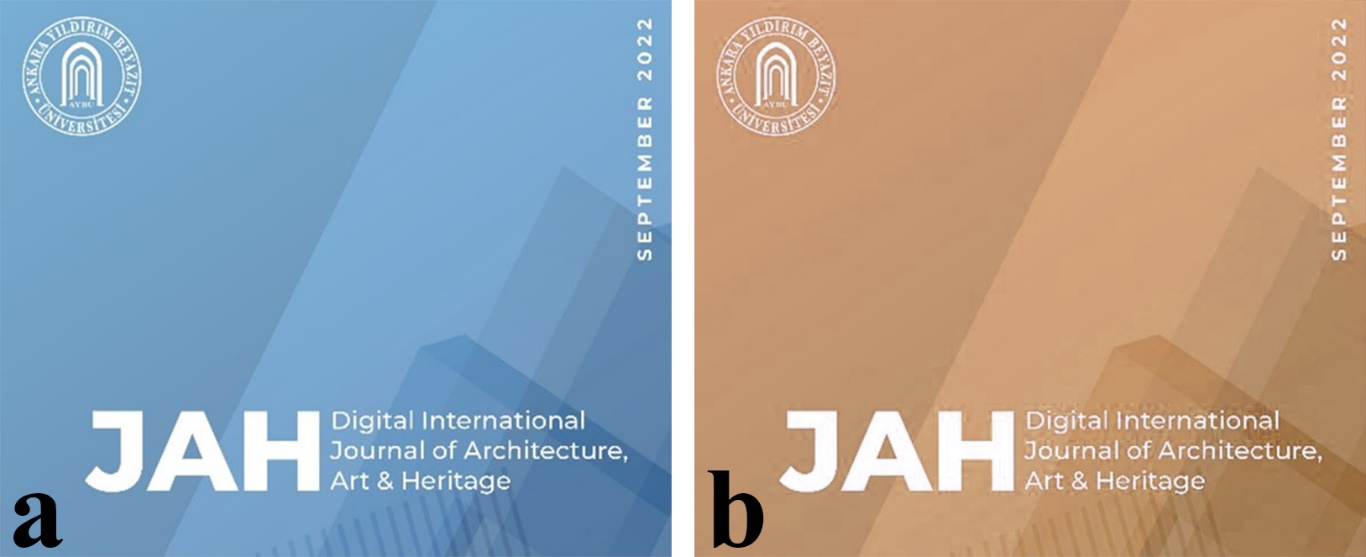 ANKARA YILDIRIM BEYAZIT
ÜNİVERSİTESİ
AYBU
SEPTEMBER 2022
JAH
Digital International
Journal of Architecture,
Art & Heritage
a
ANKARA YILDIRIM BEYAZIT
ÜNİVERSİTESİ
AYBU
SEPTEMBER 2022
JAH
Digital International
Journal of Architecture,
Art & Heritage
b